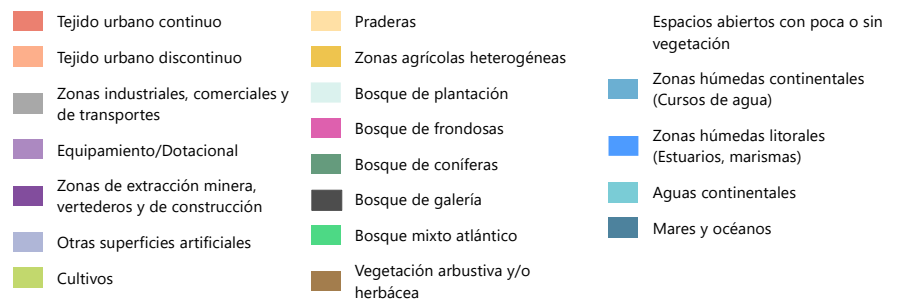 Tejito urbano continuo
Tejido urbano discontinuo
Zonas industriales, comerciales y
de transportes
Equipamiento/Dotacional
Zonas de extracción minera,
vertederos y de construcción
Otras superficies artificiales
Cultivos
Praderas
Zonas agrícolas heterogéneas
Bosque de plantación
Bosque de frondosas
Bosque de coníferas
Bosque de galería
Bosque mixto atlántico
Vegetación arbustiva y/o
herbácea
Espacios abiertos con poca o sin
vegetación
Zonas húmedas continentales
(Cursos de agua)
Zonas húmedas litorales
(Estuarios, marismas)
Aguas continentales
Mares y océanos